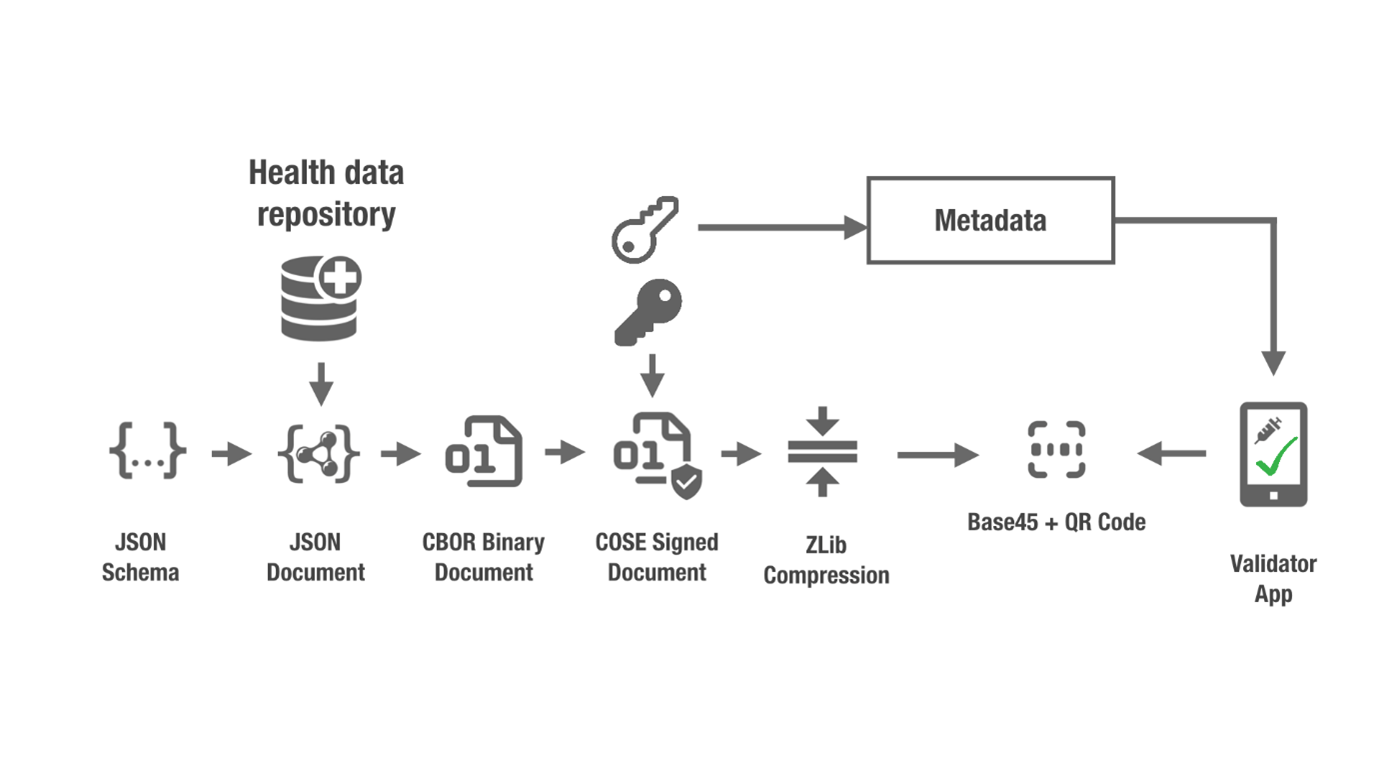 Health data
repository
Metadata
{...}
01
01
JSON
Schema
JSON
Document
CBOR Binary
Document
COSE Signed
Document
ZLib
Compression
Base45 + QR Code
Validator
App